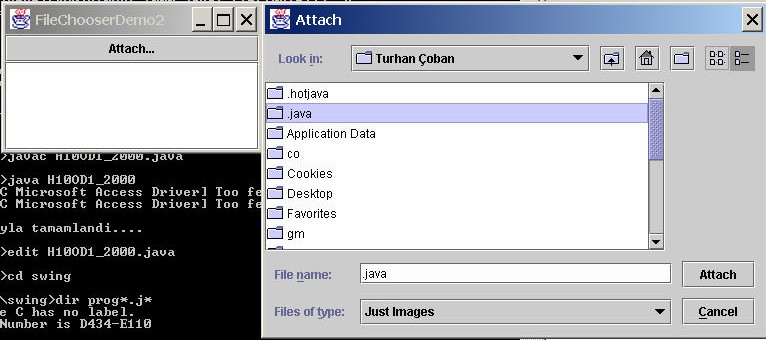 FileChooserDemo2
Attach...
>javac H10OD1_2000.java
>java H10OD1_2000
C Microsoft Access Driver] Too fe
C Microsoft Access Driver] Too fe
yla tamamlandi....
>edit H10OD1_2000.java
>cd swing
\swing>dir prog*.j*
e C has no label.
Number is D434-E110
Attach
Look in:
Turhan Çoban
.hotjava
.java
Application Data
co
Cookies
Desktop
Favorites
gm
File name:
.java
Attach
Files of type:
Just Images
Cancel